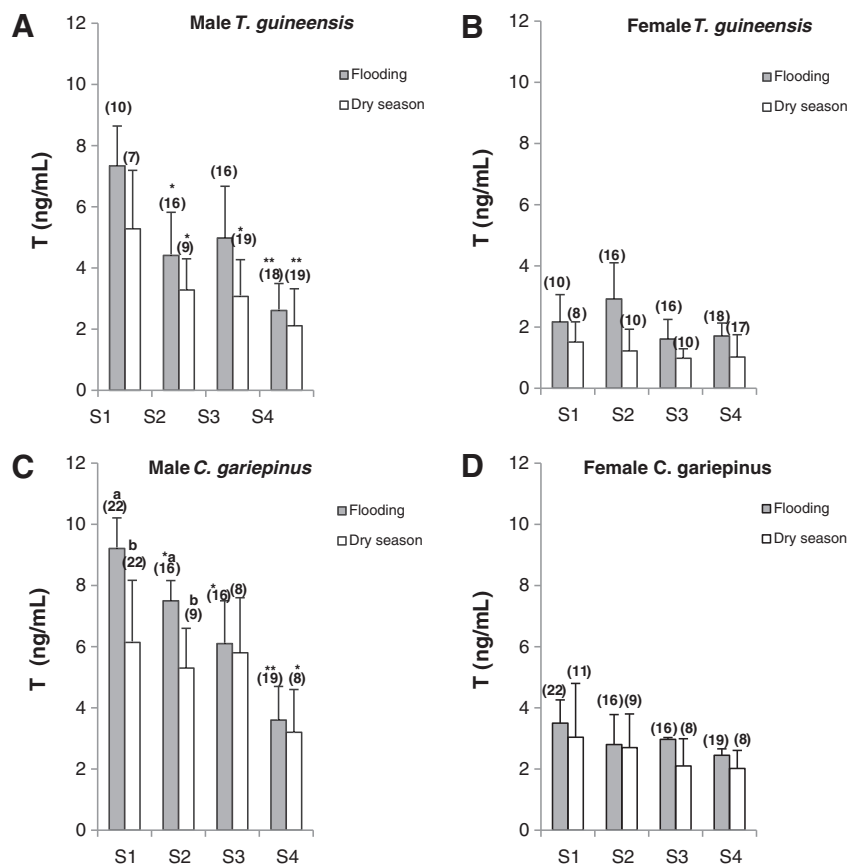 A
Male T. guineensis
12
10
8
6
4
2
0
T (ng/mL)
Flooding
Dry season
(10)
(7)
*
(16)
*
(9)
(16)
*
(19)
**
(18)
**
(19)
S1 S2 S3 S4
B
Female T. guineensis
12
10
8
6
4
2
0
T (ng/mL)
Flooding
Dry season
(10)
(8)
(16)
(10)
(16)
(10)
(18)
(17)
S1 S2 S3 S4
C
Male C. gariepinus
12
10
8
6
4
2
0
T (ng/mL)
Flooding
Dry season
a
(22)
b
(22)
*a
(16)
b
(9)
*
(16)
(8)
**
(19)
*
(8)
S1 S2 S3 S4
D
Female C. gariepinus
12
10
8
6
4
2
0
T (ng/mL)
Flooding
Dry season
(22)
(11)
(16) (9)
(16) (8)
(19) (8)
S1 S2 S3 S4